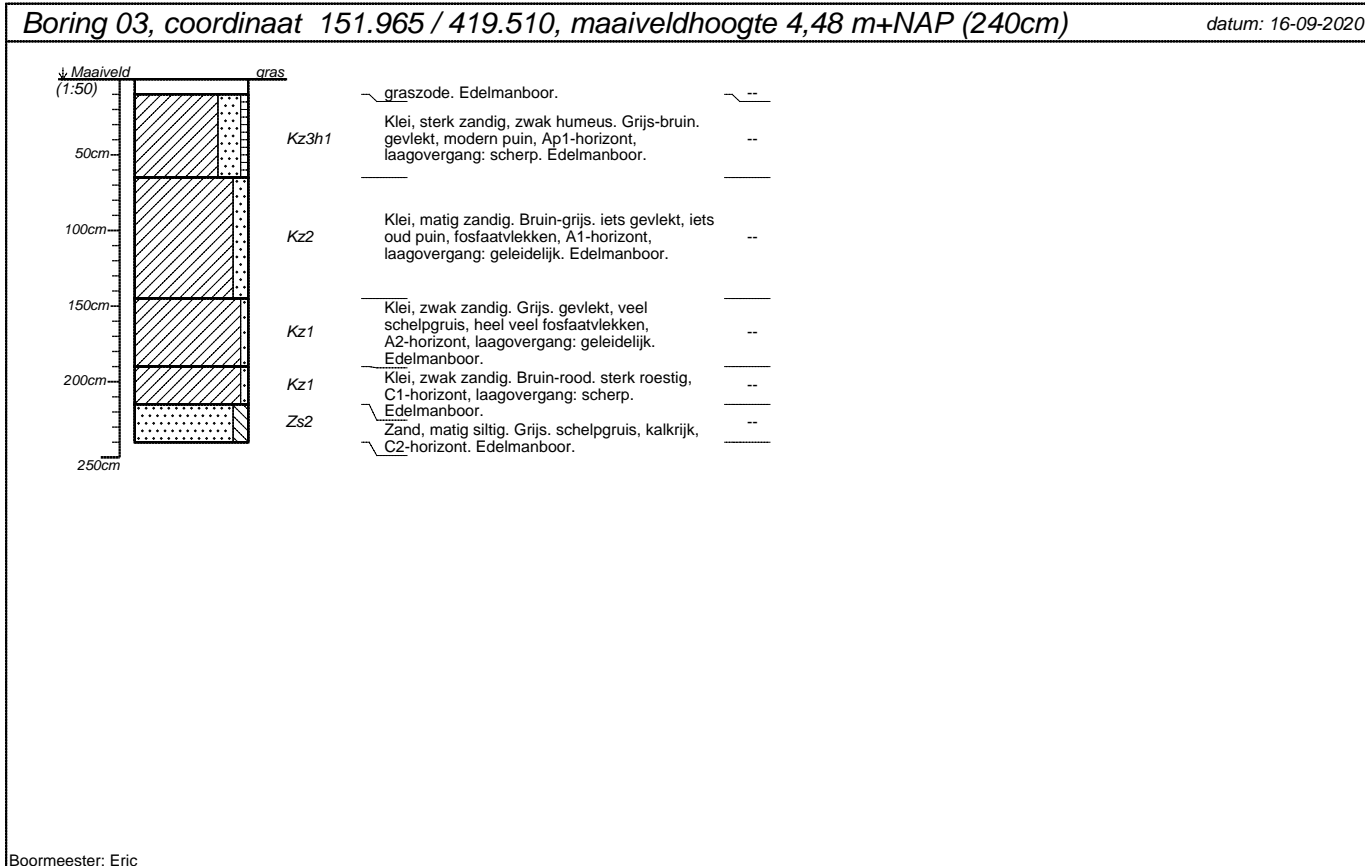 Boring 03, coordinaat 151.965 / 419.510, maaiveldhoogte 4,48 m+NAP (240cm)
datum: 16-09-2020
Maaiveld
gras
(1:50)
graszode. Edelmanboor.
--
50cm
Kz3h1
Klei, sterk zandig, zwak humeus. Grijs-bruin.
gevlekt, modern puin, Ap1-horizont,
laagovergang: scherp. Edelmanboor.
--
100cm
Kz2
Klei, matig zandig. Bruin-grijs. iets gevlekt, iets
oud puin, fosfaatvlekken, A1-horizont,
laagovergang: geleidelijk. Edelmanboor.
--
150cm
Kz1
Klei, zwak zandig. Grijs. gevlekt, veel
schelpgruis, heel veel fosfaatvlekken,
A2-horizont, laagovergang: geleidelijk.
Edelmanboor.
--
200cm
Kz1
Klei, zwak zandig. Bruin-rood. sterk roestig,
C1-horizont, laagovergang: scherp.
Edelmanboor.
--
Zs2
Zand, matig siltig. Grijs. schelpgruis, kalkrijk,
C2-horizont. Edelmanboor.
--
250cm
Boormeester: Eric